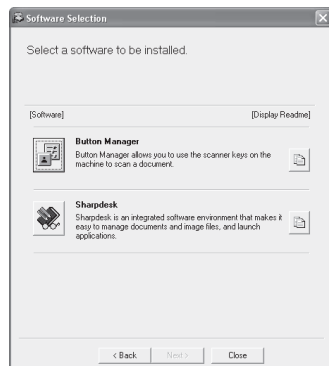 Software Selection
Select a software to be installed.
[Software] [Display Readme]
Button Manager
Button Manager allows you to use the scanner keys on the
machine to scan a document.
Sharpdesk
Sharpdesk is an integrated software environment that makes it
easy to manage documents and image files, and launch
applications.
< Back Next > Close